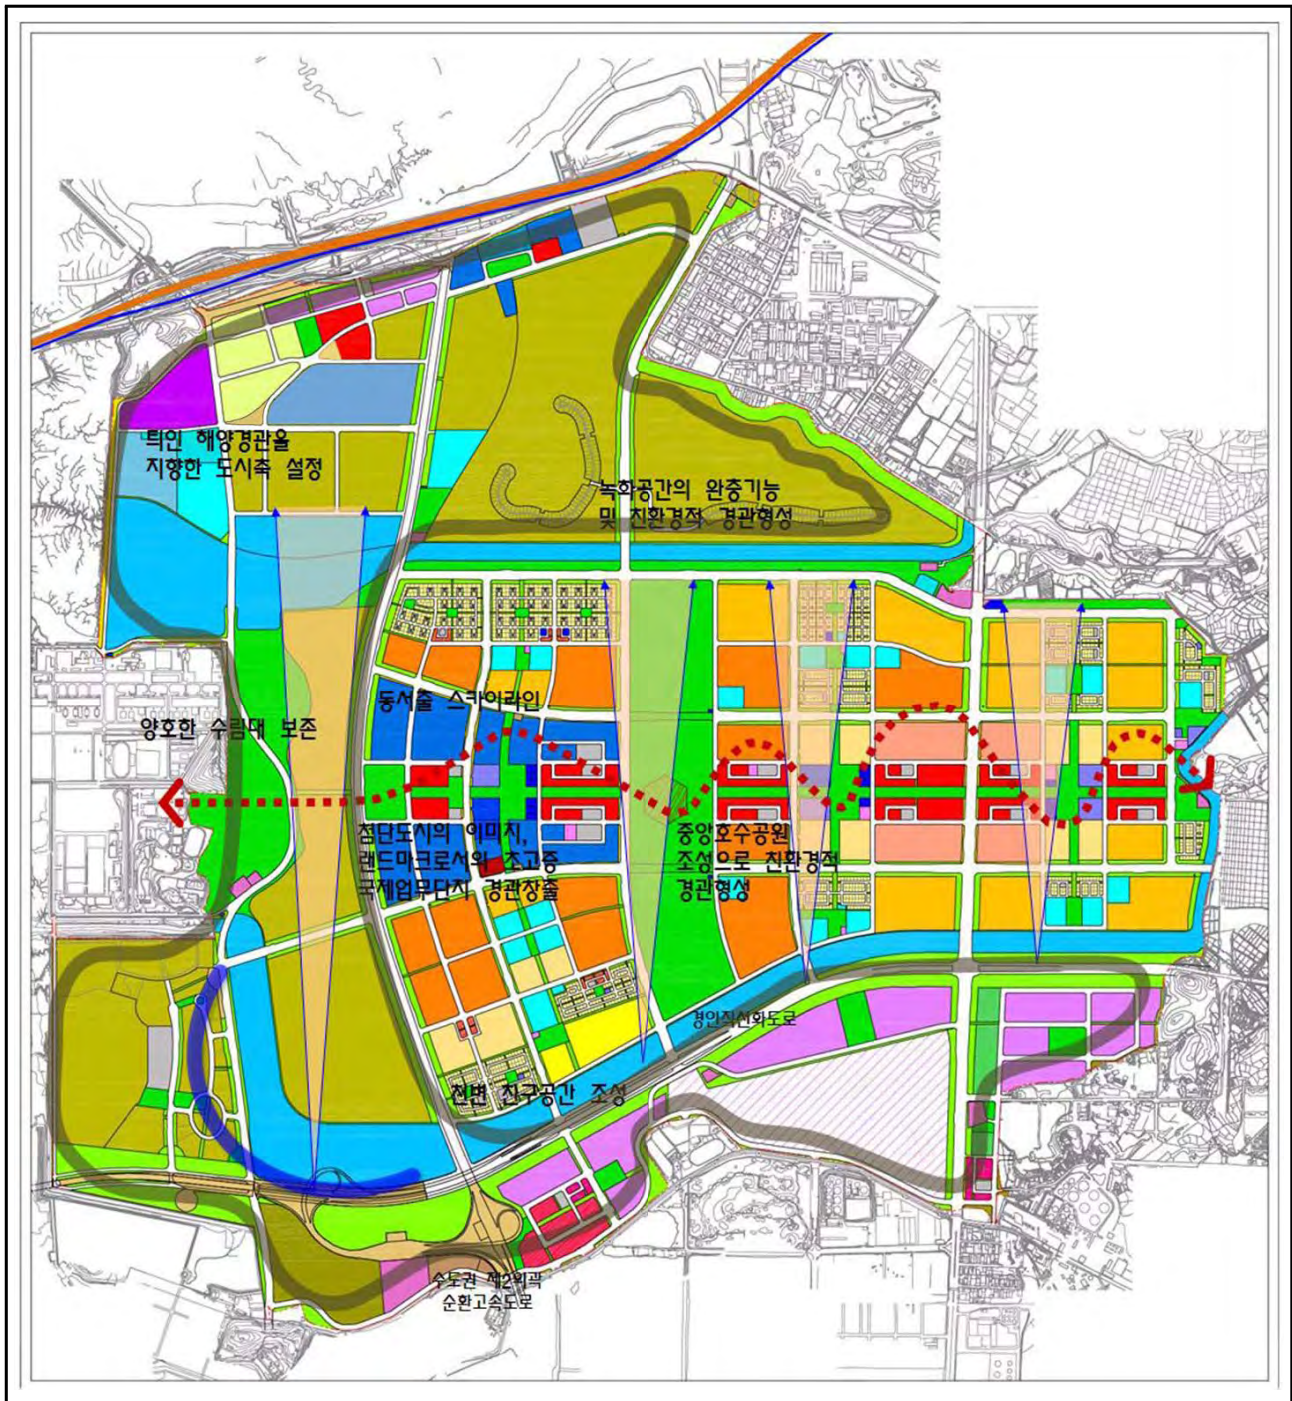 틔인 해양경관을
지향한 도시축 설정
녹화공간의 완충기능
및 친환경적 경관형성
동서축 스카이라인
양호한 수림대 보존
첨단도시의 이미지,
랜드마크로서의 초고층
국제업무단지 경관창출
중앙호수공원
조성으로 친환경적
경관형성
경인직선화도로
천변 친구공간 조성
수도권 제2외곽
순환고속도로